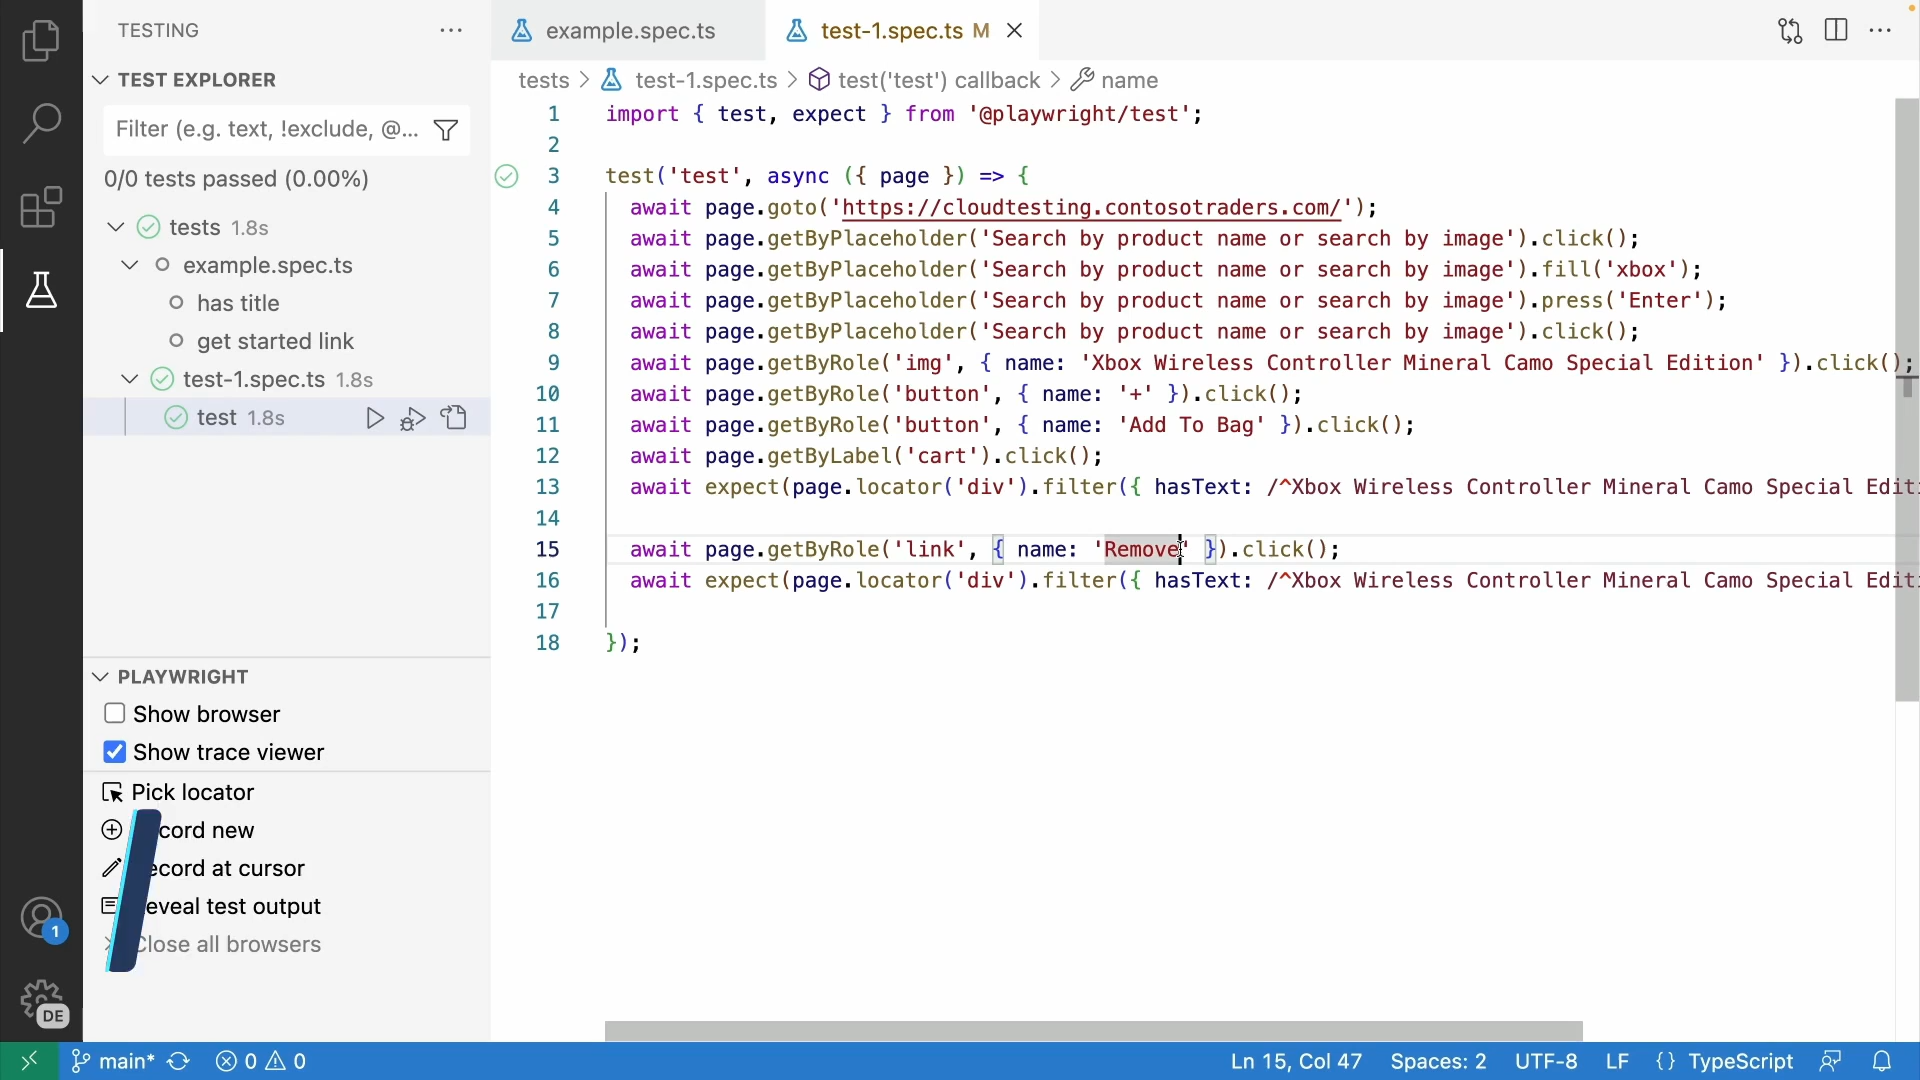 TESTING
TEST EXPLORER
Filter (e.g. text, !exclude, @...
0/0 tests passed (0.00%)
tests 1.8s
example.spec.ts
has title
get started link
test-1.spec.ts 1.8s
test 1.8s
PLAYWRIGHT
Show browser
Show trace viewer
Pick locator
cord new
ecord at cursor
eveal test output
Close all browsers
1
DE
example.spec.ts
test-1.spec.ts M
tests > test-1.spec.ts > test('test') callback > name
1 import { test, expect } from '@playwright/test';
2
3 test('test', async ({ page }) => {
4 await page.goto('https://cloudtesting.contosotraders.com/');
5 await page.getByPlaceholder('Search by product name or search by image').click();
6 await page.getByPlaceholder('Search by product name or search by image').fill('xbox');
7 await page.getByPlaceholder('Search by product name or search by image').press('Enter');
8 await page.getByPlaceholder('Search by product name or search by image').click();
9 await page.getByRole('img', { name: 'Xbox Wireless Controller Mineral Camo Special Edition' }).click();
10 await page.getByRole('button', { name: '+' }).click();
11 await page.getByRole('button', { name: 'Add To Bag' }).click();
12 await page.getByLabel('cart').click();
13 await expect(page.locator('div').filter({ hasText: /^Xbox Wireless Controller Mineral Camo Special Editi
14
15 await page.getByRole('link', { name: 'Remove' }).click();
16 await expect(page.locator('div').filter({ hasText: /^Xbox Wireless Controller Mineral Camo Special Editi
17
18 });
main* 0 0
Ln 15, Col 47 Spaces: 2 UTF-8 LF {} TypeScript